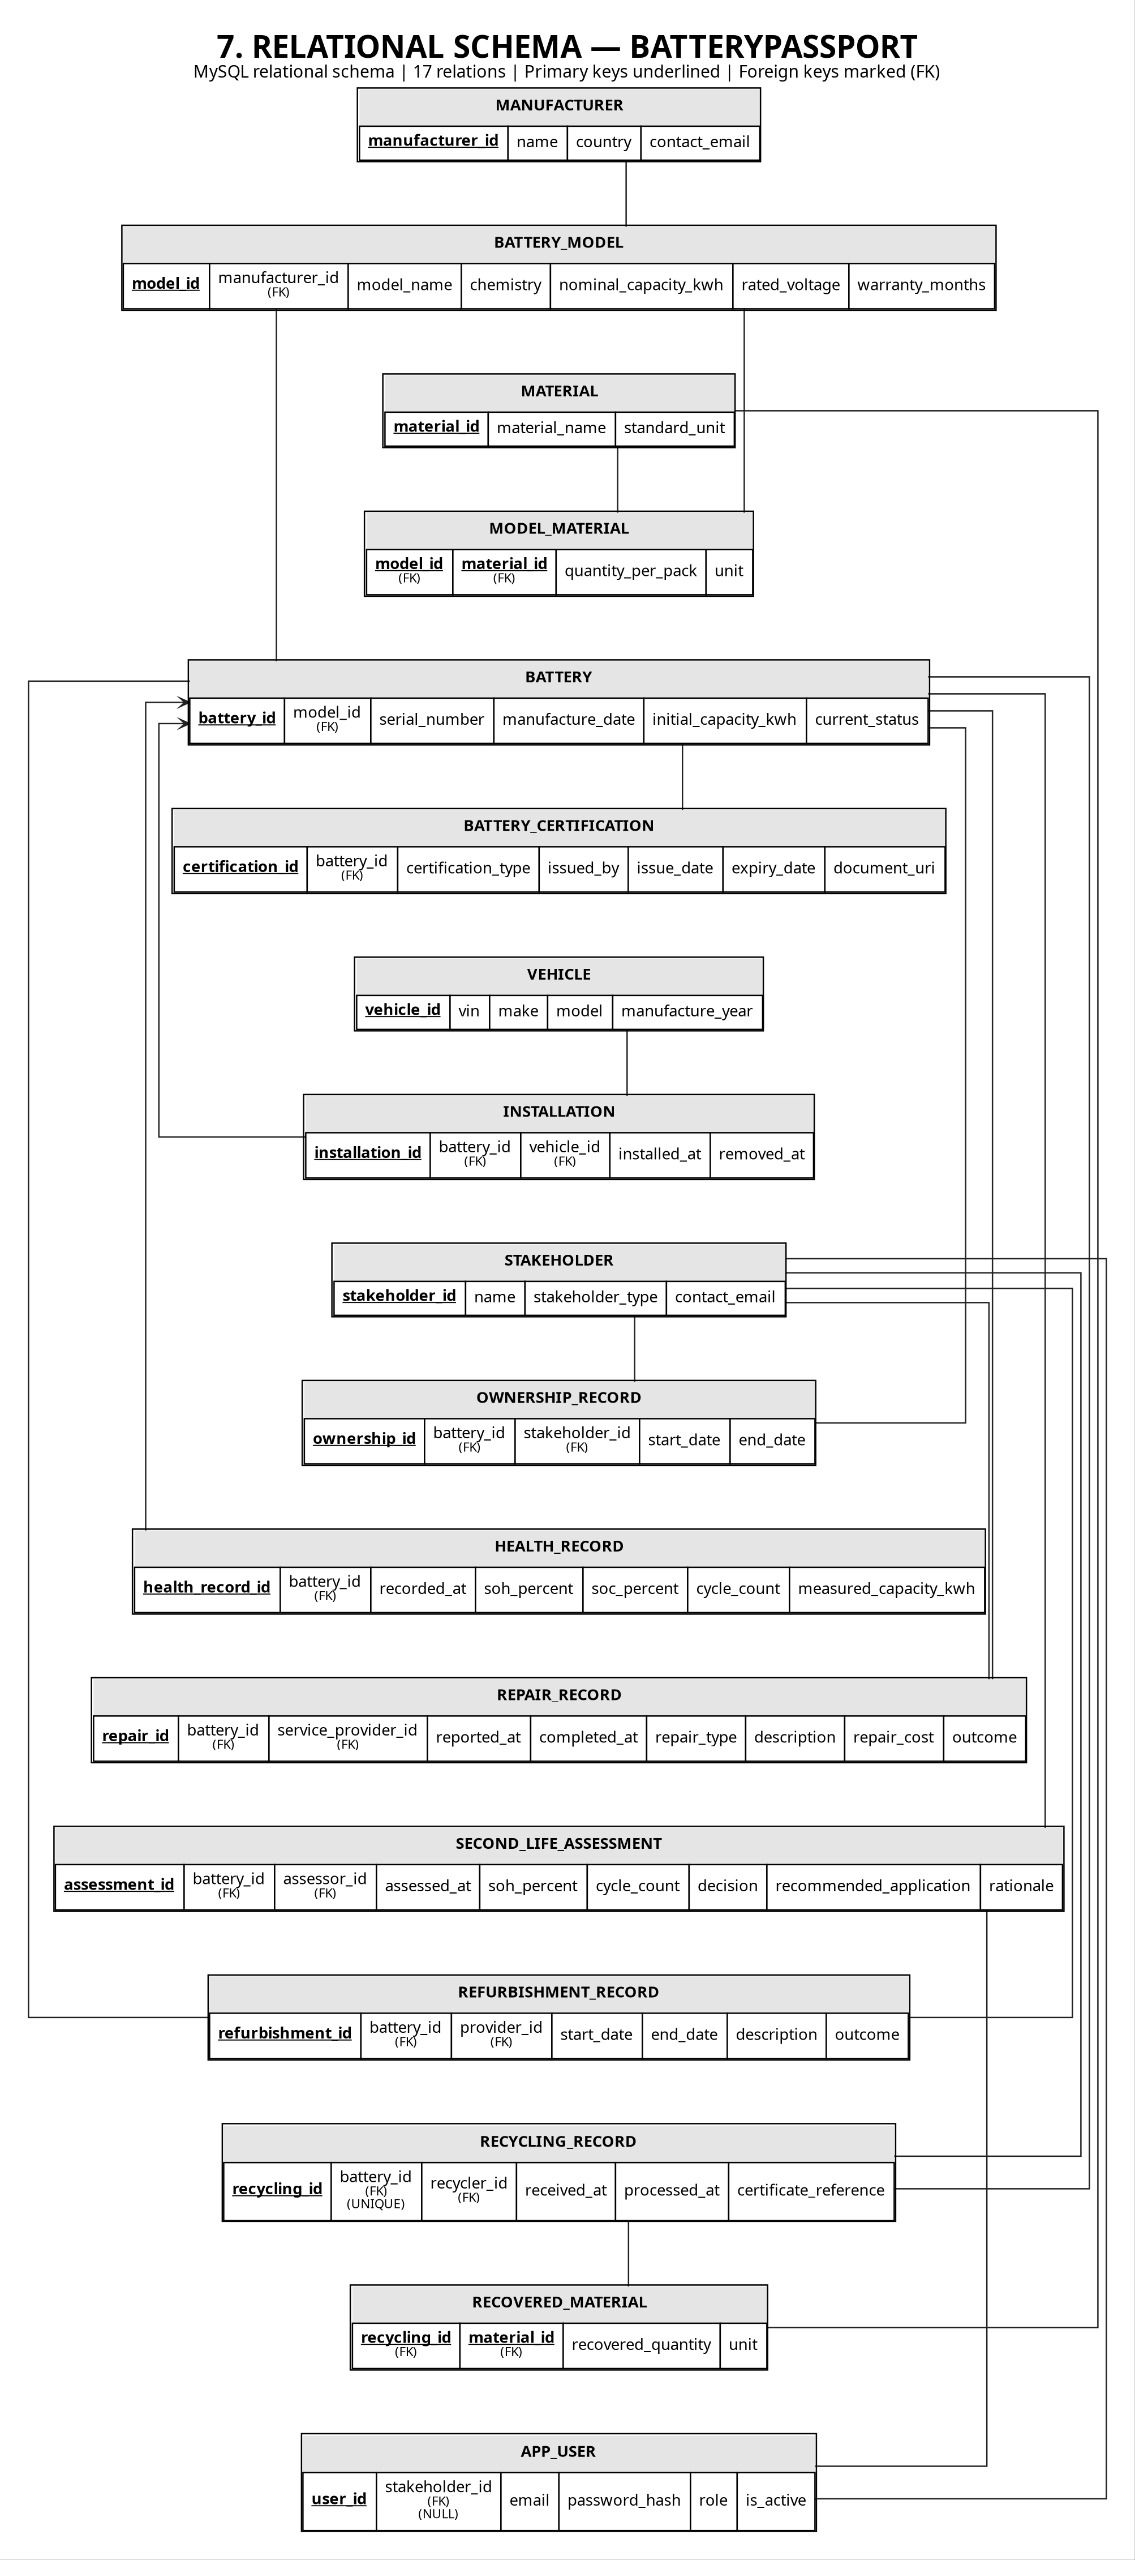 7. RELATIONAL SCHEMA — BATTERYPASSPORT
MySQL relational schema | 17 relations | Primary keys underlined | Foreign keys marked (FK)
MANUFACTURER
manufacturer_id name country contact_email
BATTERY_MODEL
model_id manufacturer_id (FK) model_name chemistry nominal_capacity_kwh rated_voltage warranty_months
MATERIAL
material_id material_name standard_unit
MODEL_MATERIAL
model_id (FK) material_id (FK) quantity_per_pack unit
BATTERY
battery_id model_id (FK) serial_number manufacture_date initial_capacity_kwh current_status
BATTERY_CERTIFICATION
certification_id battery_id (FK) certification_type issued_by issue_date expiry_date document_uri
VEHICLE
vehicle_id vin make model manufacture_year
INSTALLATION
installation_id battery_id (FK) vehicle_id (FK) installed_at removed_at
STAKEHOLDER
stakeholder_id name stakeholder_type contact_email
OWNERSHIP_RECORD
ownership_id battery_id (FK) stakeholder_id (FK) start_date end_date
HEALTH_RECORD
health_record_id battery_id (FK) recorded_at soh_percent soc_percent cycle_count measured_capacity_kwh
REPAIR_RECORD
repair_id battery_id (FK) service_provider_id (FK) reported_at completed_at repair_type description repair_cost outcome
SECOND_LIFE_ASSESSMENT
assessment_id battery_id (FK) assessor_id (FK) assessed_at soh_percent cycle_count decision recommended_application rationale
REFURBISHMENT_RECORD
refurbishment_id battery_id (FK) provider_id (FK) start_date end_date description outcome
RECYCLING_RECORD
recycling_id battery_id (FK) (UNIQUE) recycler_id (FK) received_at processed_at certificate_reference
RECOVERED_MATERIAL
recycling_id (FK) material_id (FK) recovered_quantity unit
APP_USER
user_id stakeholder_id (FK) (NULL) email password_hash role is_active